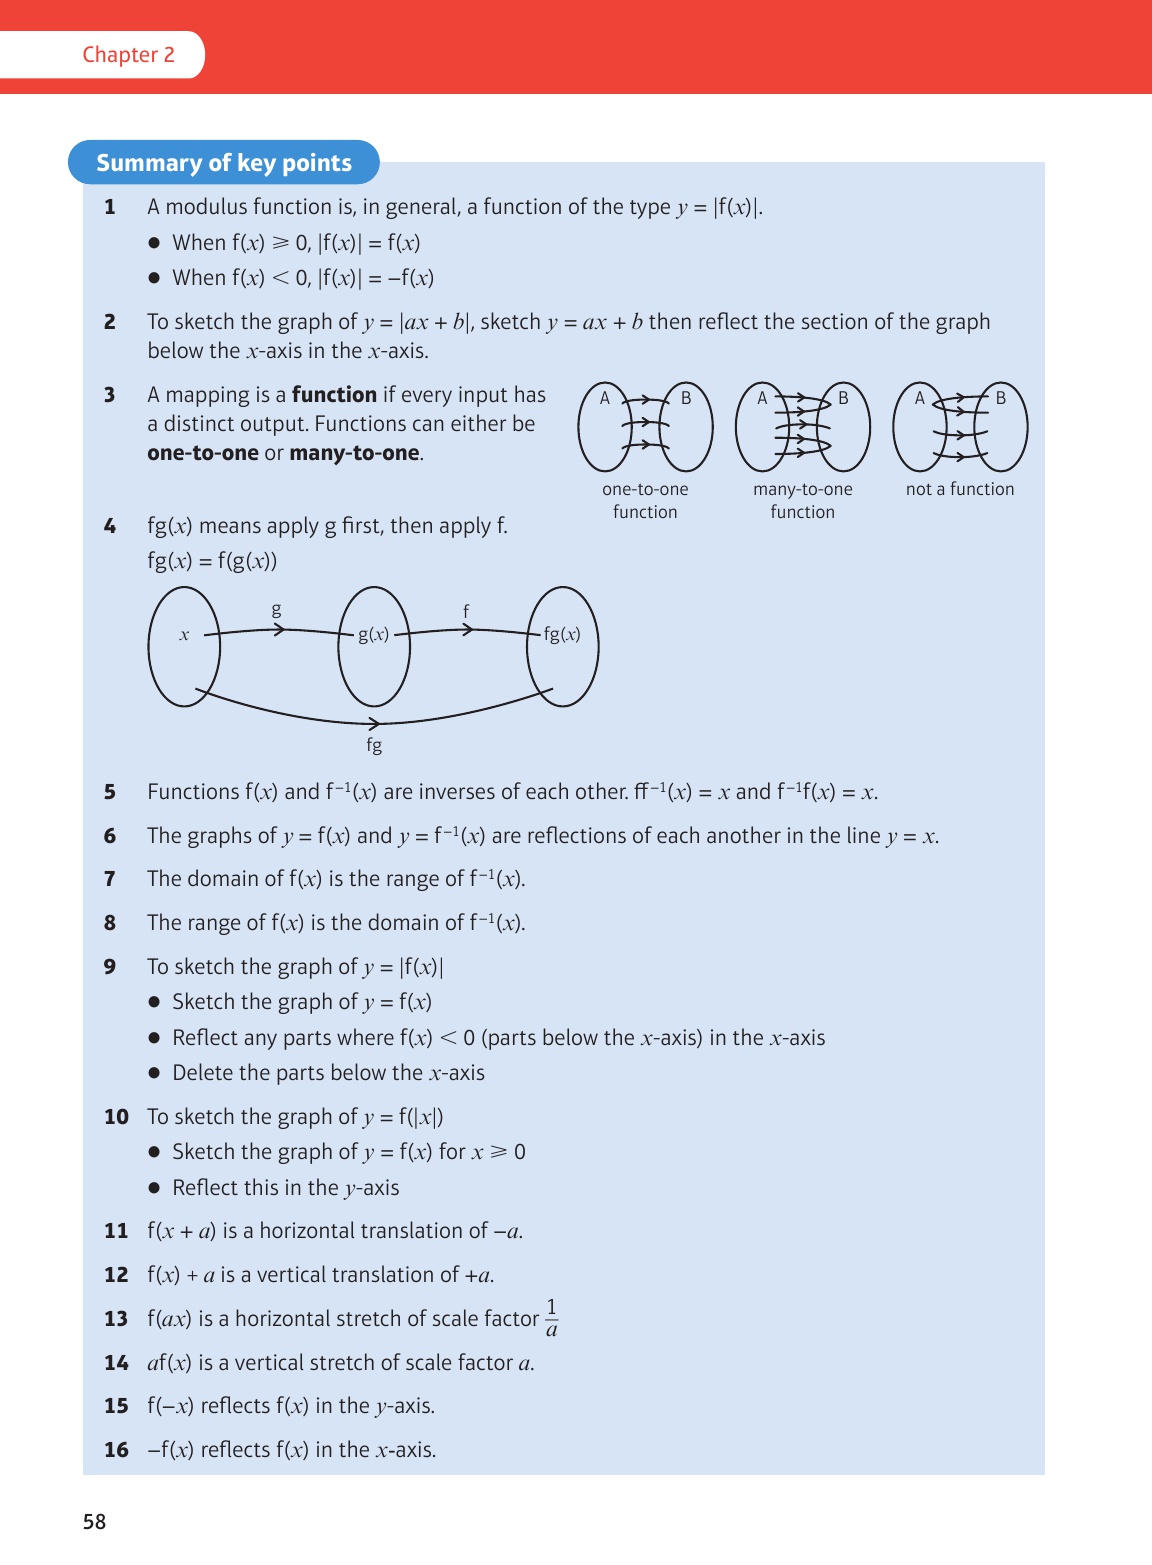 Chapter 2
Summary of key points
1 A modulus function is, in general, a function of the type y = |f(x)|.
● When f(x) ⩾ 0, |f(x)| = f(x)
● When f(x) < 0, |f(x)| = −f(x)
2 To sketch the graph of y = |ax + b|, sketch y = ax + b then reflect the section of the graph
below the x-axis in the x-axis.
3 A mapping is a function if every input has
a distinct output. Functions can either be
one-to-one or many-to-one.
A B A B A B
one-to-one
function
many-to-one
function
not a function
4 fg(x) means apply g first, then apply f.
fg(x) = f(g(x))
g f
x g(x) fg(x)
fg
5 Functions f(x) and f⁻¹(x) are inverses of each other. ff⁻¹(x) = x and f⁻¹f(x) = x.
6 The graphs of y = f(x) and y = f⁻¹(x) are reflections of each another in the line y = x.
7 The domain of f(x) is the range of f⁻¹(x).
8 The range of f(x) is the domain of f⁻¹(x).
9 To sketch the graph of y = |f(x)|
● Sketch the graph of y = f(x)
● Reflect any parts where f(x) < 0 (parts below the x-axis) in the x-axis
● Delete the parts below the x-axis
10 To sketch the graph of y = f(|x|)
● Sketch the graph of y = f(x) for x ⩾ 0
● Reflect this in the y-axis
11 f(x + a) is a horizontal translation of −a.
12 f(x) + a is a vertical translation of +a.
13 f(ax) is a horizontal stretch of scale factor 1/a
14 af(x) is a vertical stretch of scale factor a.
15 f(−x) reflects f(x) in the y-axis.
16 −f(x) reflects f(x) in the x-axis.
58